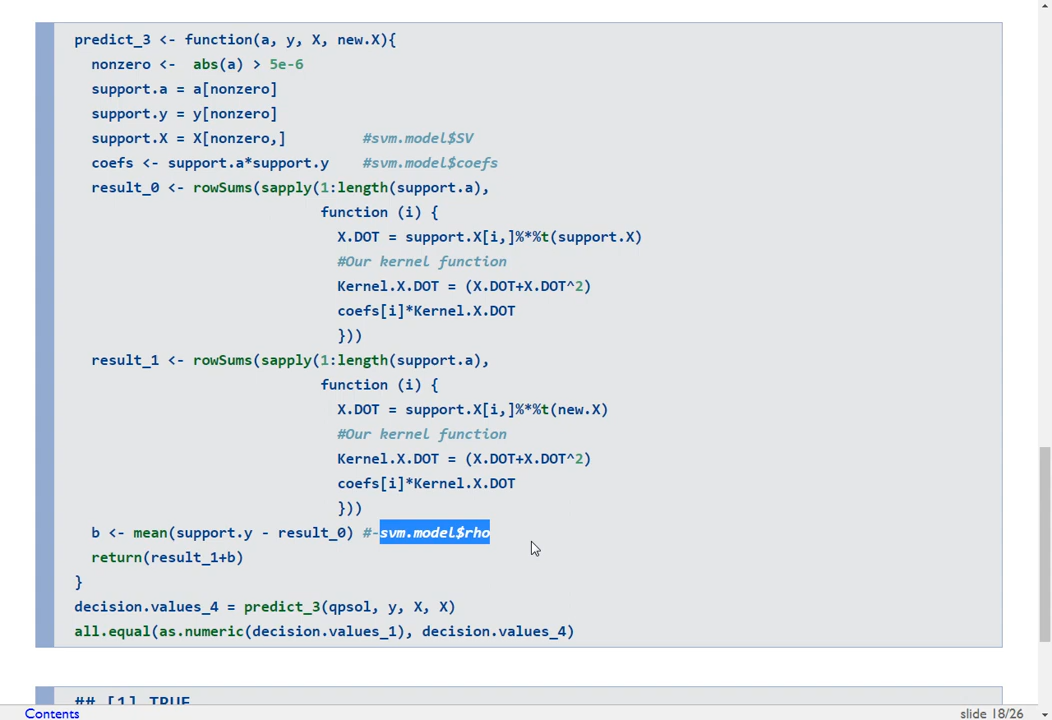 predict_3 <- function(a, y, X, new.X){
  nonzero <-  abs(a) > 5e-6
  support.a = a[nonzero]
  support.y = y[nonzero]
  support.X = X[nonzero,]         #svm.model$SV
  coefs <- support.a*support.y    #svm.model$coefs
  result_0 <- rowSums(sapply(1:length(support.a),
                             function (i) {
                               X.DOT = support.X[i,]%*%t(support.X)
                               #Our kernel function
                               Kernel.X.DOT = (X.DOT+X.DOT^2)
                               coefs[i]*Kernel.X.DOT
                               }))
  result_1 <- rowSums(sapply(1:length(support.a),
                             function (i) {
                               X.DOT = support.X[i,]%*%t(new.X)
                               #Our kernel function
                               Kernel.X.DOT = (X.DOT+X.DOT^2)
                               coefs[i]*Kernel.X.DOT
                               }))
  b <- mean(support.y - result_0) #-svm.model$rho
  return(result_1+b)
}
decision.values_4 = predict_3(qpsol, y, X, X)
all.equal(as.numeric(decision.values_1), decision.values_4)
## [1] TRUE
Contents
slide 18/26